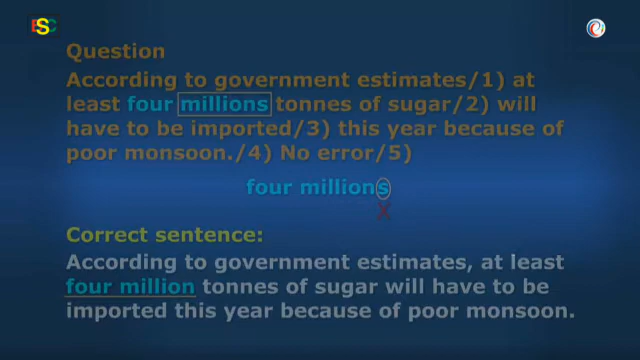 ESC
Question
According to government estimates/1) at
least four millions tonnes of sugar/2) will
have to be imported/3) this year because of
poor monsoon./4) No error/5)
four millions
X
Correct sentence:
According to government estimates, at least
four million tonnes of sugar will have to be
imported this year because of poor monsoon.